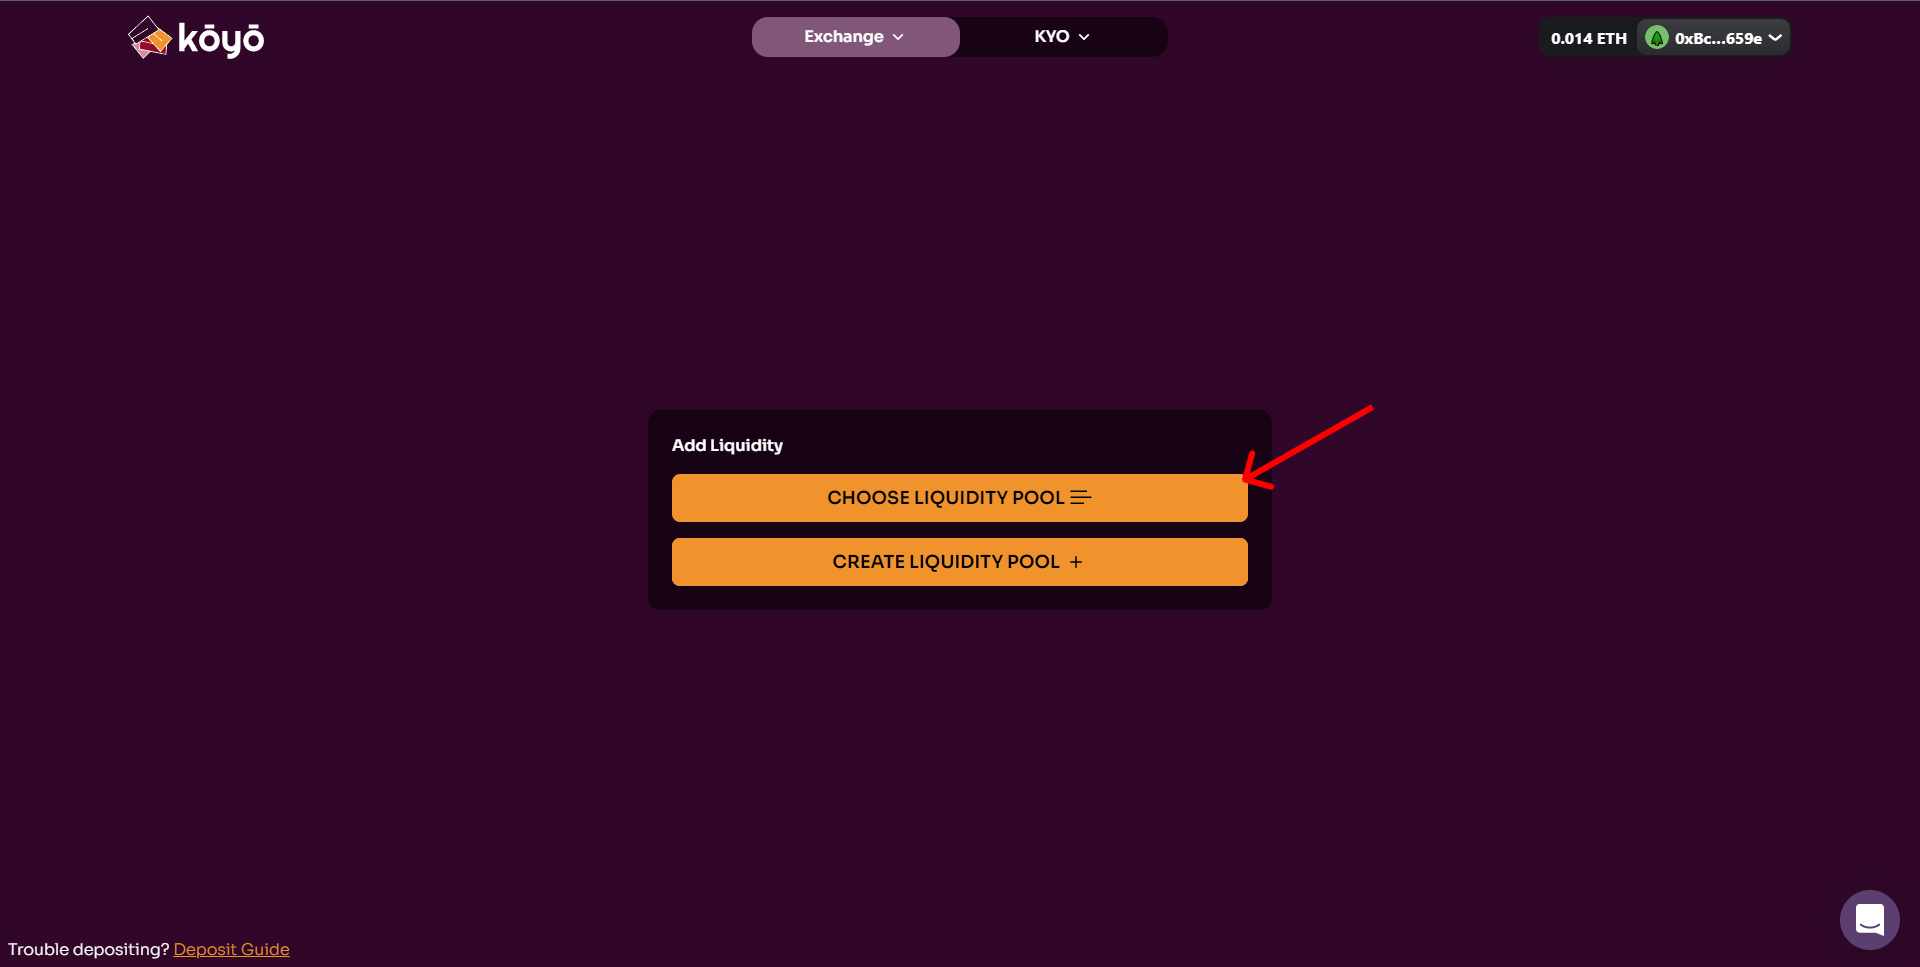 kōyō
Exchange
KYO
0.014 ETH
0xBc...659e
Add Liquidity
CHOOSE LIQUIDITY POOL
CREATE LIQUIDITY POOL +
Trouble depositing? Deposit Guide